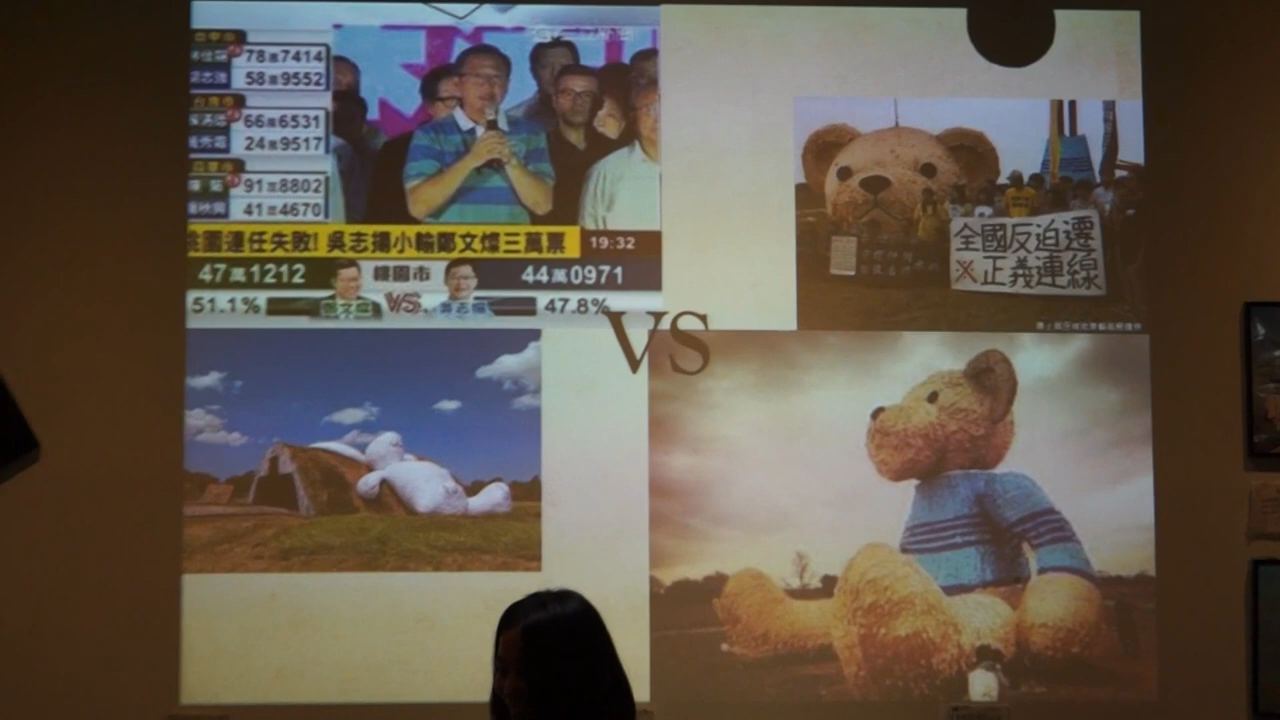 78萬7414
58萬9552
66萬6531
24萬9517
91萬8802
41萬4670
桃園連任失敗! 吳志揚小輸鄭文燦三萬票
19:32
47萬1212
桃園市
44萬0971
51.1%
VS.
47.8%
全國反迫遷
※正義連線
VS